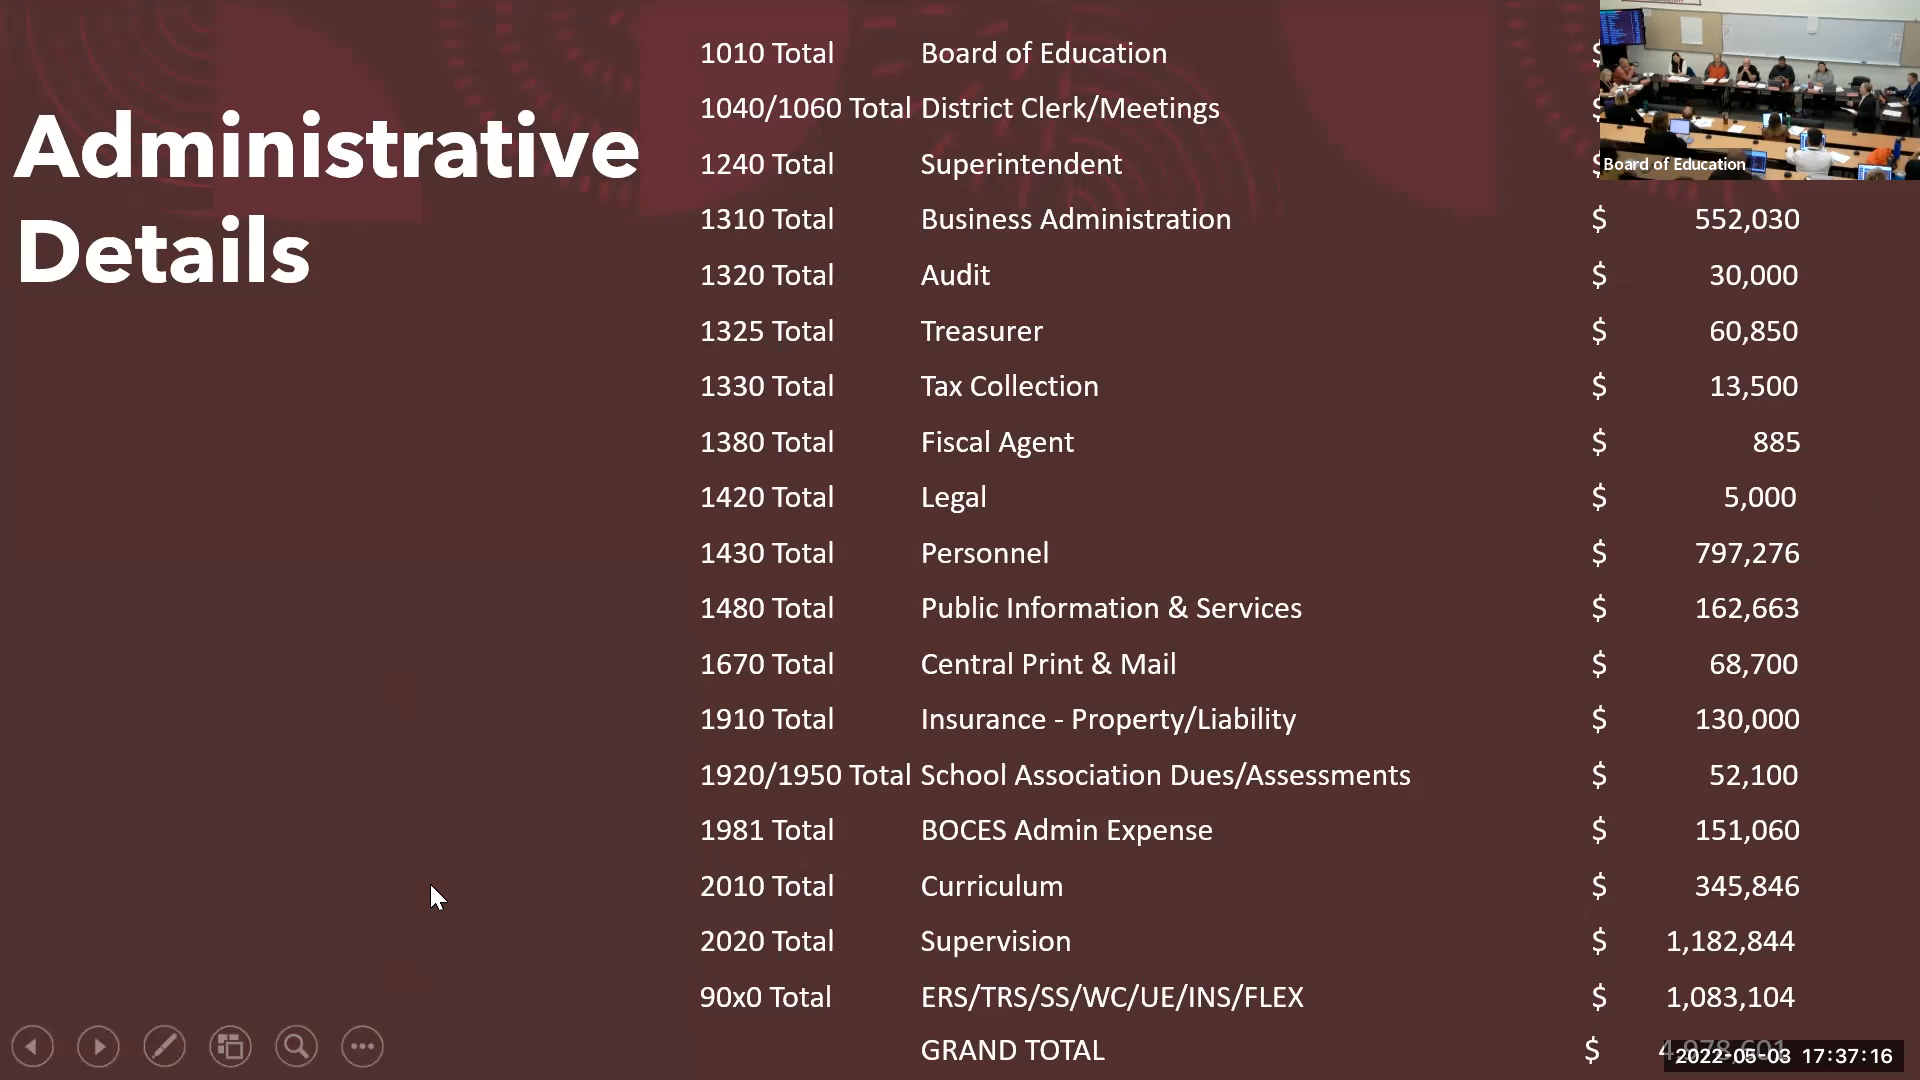 Administrative
Details
1010 Total Board of Education $
1040/1060 Total District Clerk/Meetings $
1240 Total Superintendent $
1310 Total Business Administration $ 552,030
1320 Total Audit $ 30,000
1325 Total Treasurer $ 60,850
1330 Total Tax Collection $ 13,500
1380 Total Fiscal Agent $ 885
1420 Total Legal $ 5,000
1430 Total Personnel $ 797,276
1480 Total Public Information & Services $ 162,663
1670 Total Central Print & Mail $ 68,700
1910 Total Insurance - Property/Liability $ 130,000
1920/1950 Total School Association Dues/Assessments $ 52,100
1981 Total BOCES Admin Expense $ 151,060
2010 Total Curriculum $ 345,846
2020 Total Supervision $ 1,182,844
90x0 Total ERS/TRS/SS/WC/UE/INS/FLEX $ 1,083,104
GRAND TOTAL $ 4,978,601
Board of Education
2022-05-03 17:37:16